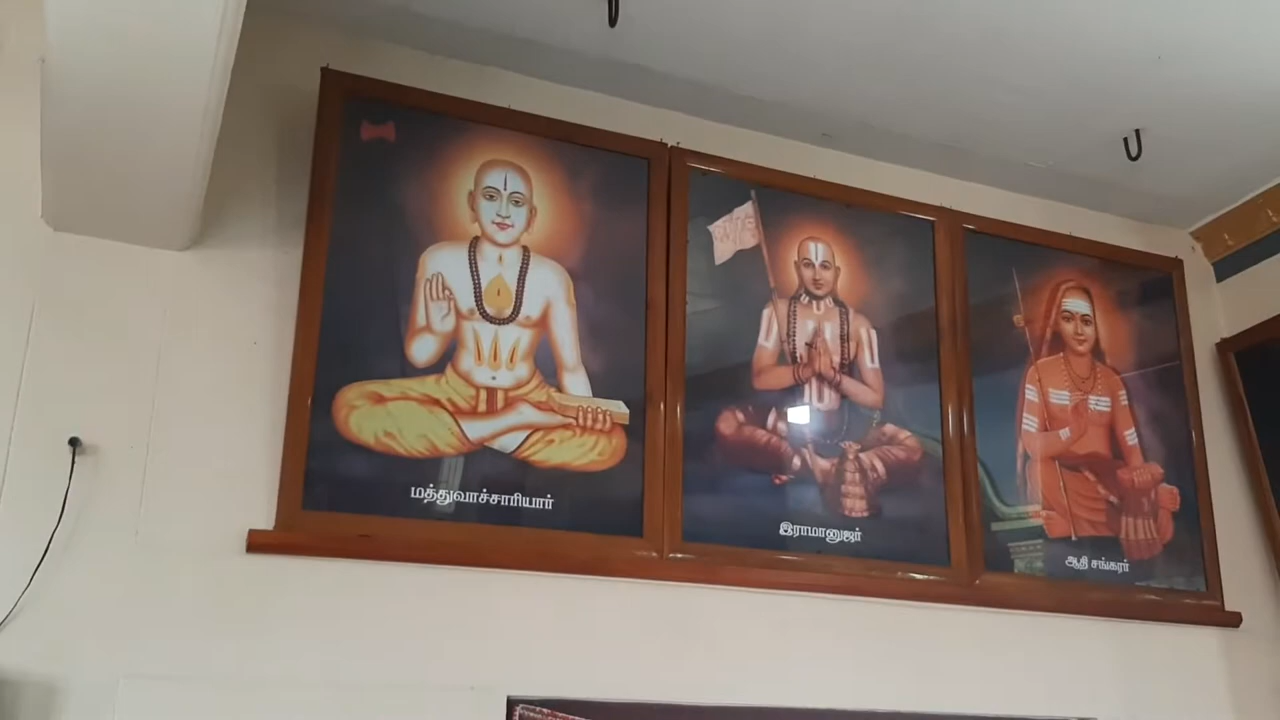 மத்துவாச்சாரியார்
இராமானுஜர்
ஆதி சங்கரர்